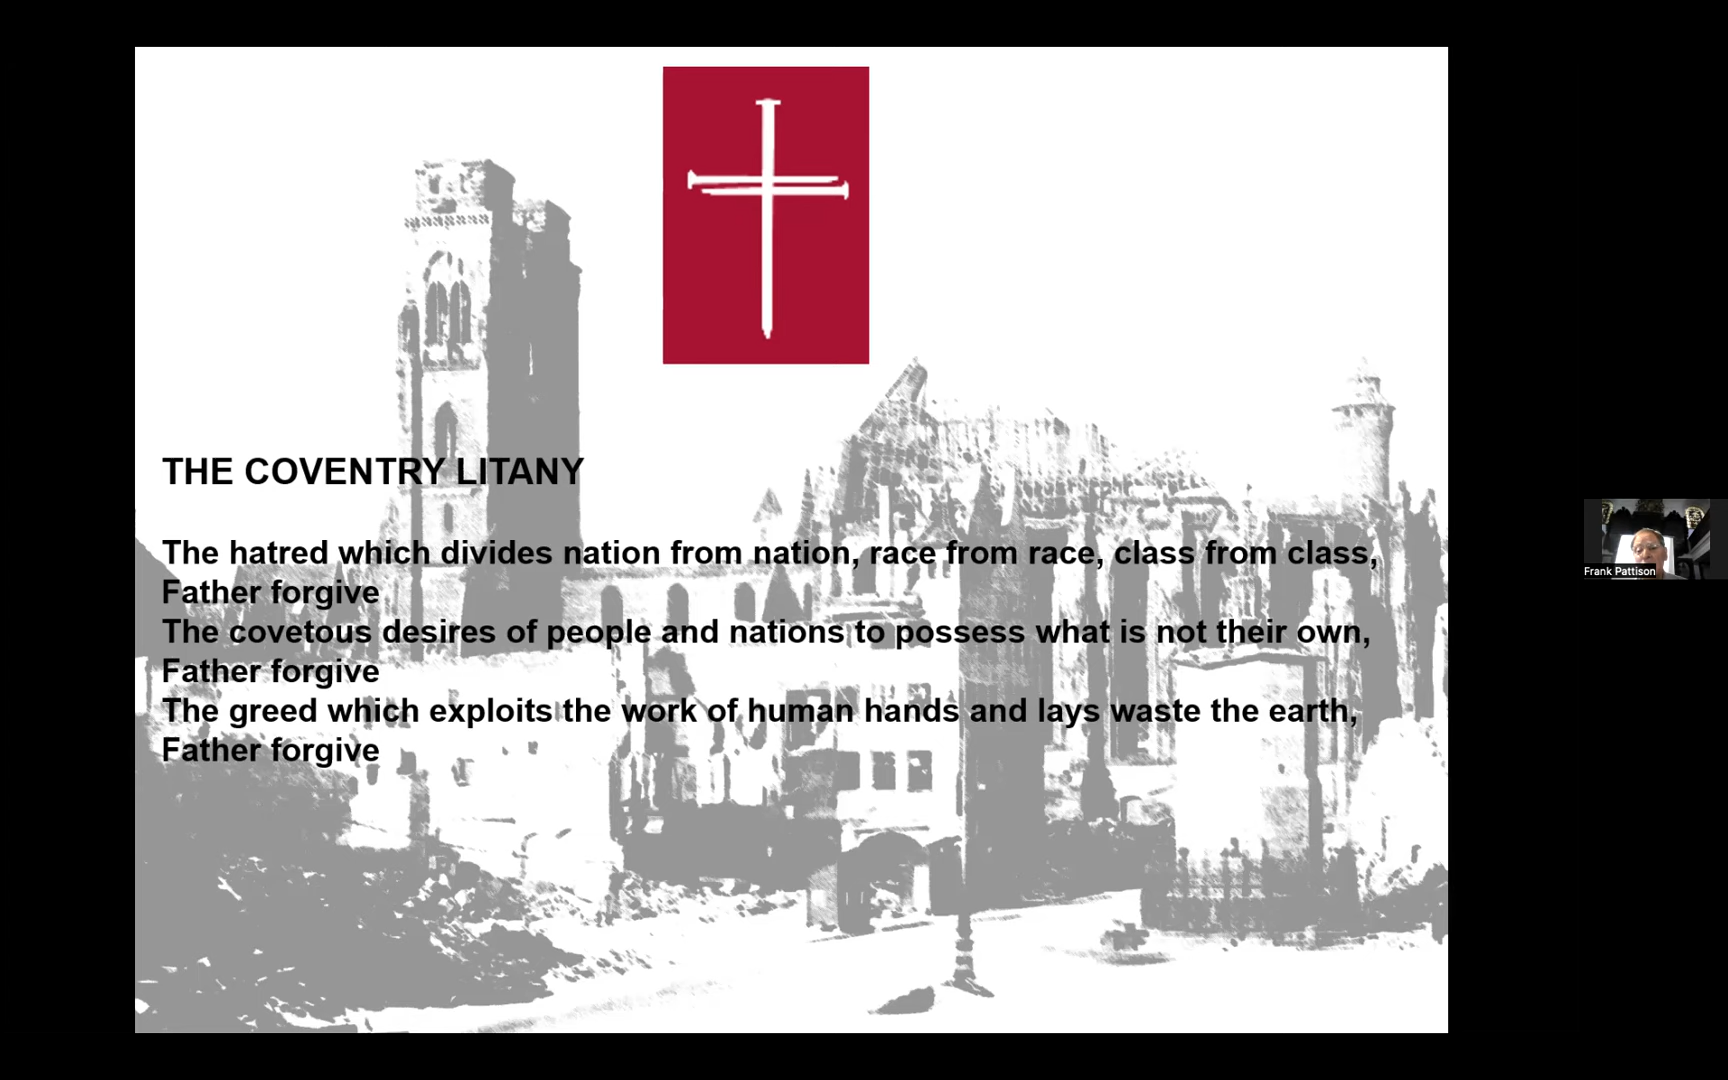 THE COVENTRY LITANY
The hatred which divides nation from nation, race from race, class from class,
Father forgive
The covetous desires of people and nations to possess what is not their own,
Father forgive
The greed which exploits the work of human hands and lays waste the earth,
Father forgive
Frank Pattison